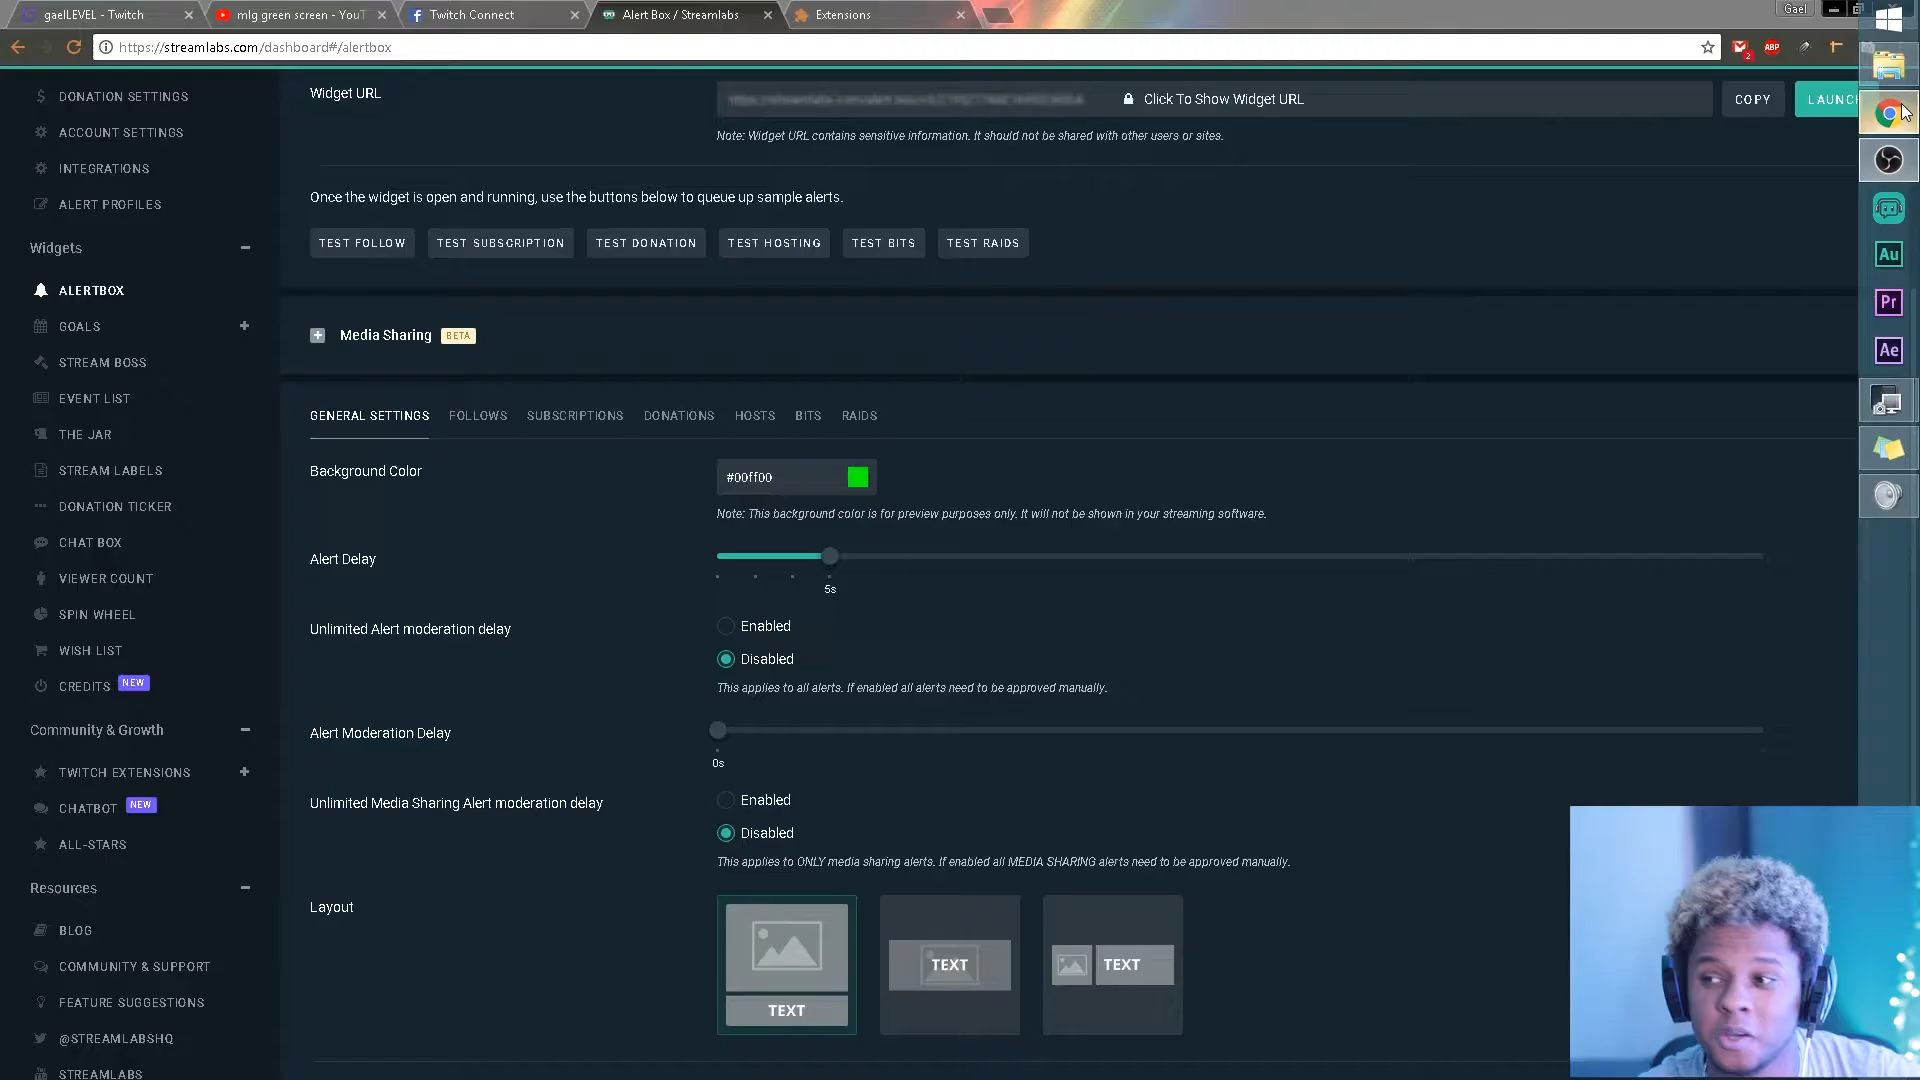 gaelLEVEL - Twitch
mlg green screen - YouT
Twitch Connect
Alert Box / Streamlabs
Extensions
Gael
https://streamlabs.com/dashboard#/alertbox
2
ABP
DONATION SETTINGS
ACCOUNT SETTINGS
INTEGRATIONS
ALERT PROFILES
Widgets
ALERTBOX
GOALS
STREAM BOSS
EVENT LIST
THE JAR
STREAM LABELS
DONATION TICKER
CHAT BOX
VIEWER COUNT
SPIN WHEEL
WISH LIST
CREDITS NEW
Community & Growth
TWITCH EXTENSIONS
CHATBOT NEW
ALL-STARS
Resources
BLOG
COMMUNITY & SUPPORT
FEATURE SUGGESTIONS
@STREAMLABSHQ
STREAMLABS
Widget URL
Click To Show Widget URL
COPY
LAUNCH
Note: Widget URL contains sensitive information. It should not be shared with other users or sites.
Once the widget is open and running, use the buttons below to queue up sample alerts.
TEST FOLLOW
TEST SUBSCRIPTION
TEST DONATION
TEST HOSTING
TEST BITS
TEST RAIDS
Media Sharing BETA
GENERAL SETTINGS
FOLLOWS
SUBSCRIPTIONS
DONATIONS
HOSTS
BITS
RAIDS
Background Color
#00ff00
Note: This background color is for preview purposes only. It will not be shown in your streaming software.
Alert Delay
5s
Unlimited Alert moderation delay
Enabled
Disabled
This applies to all alerts. If enabled all alerts need to be approved manually.
Alert Moderation Delay
0s
Unlimited Media Sharing Alert moderation delay
Enabled
Disabled
This applies to ONLY media sharing alerts. If enabled all MEDIA SHARING alerts need to be approved manually.
Layout
TEXT
TEXT
TEXT
Au
Pr
Ae